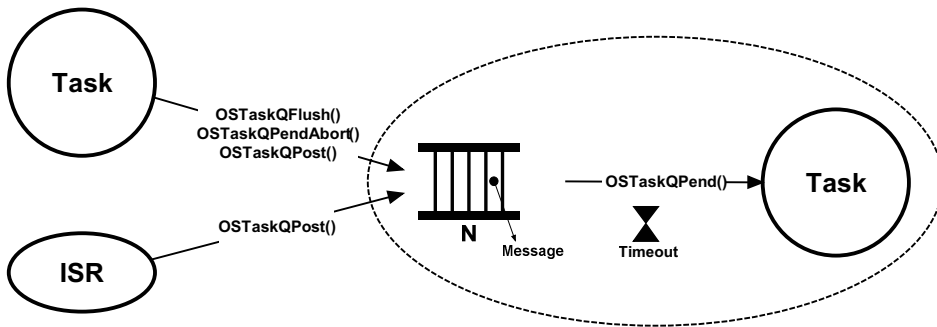 Task
OSTaskQFlush()
OSTaskQPendAbort()
OSTaskQPost()
OSTaskQPost()
ISR
N
Message
OSTaskQPend()
Timeout
Task